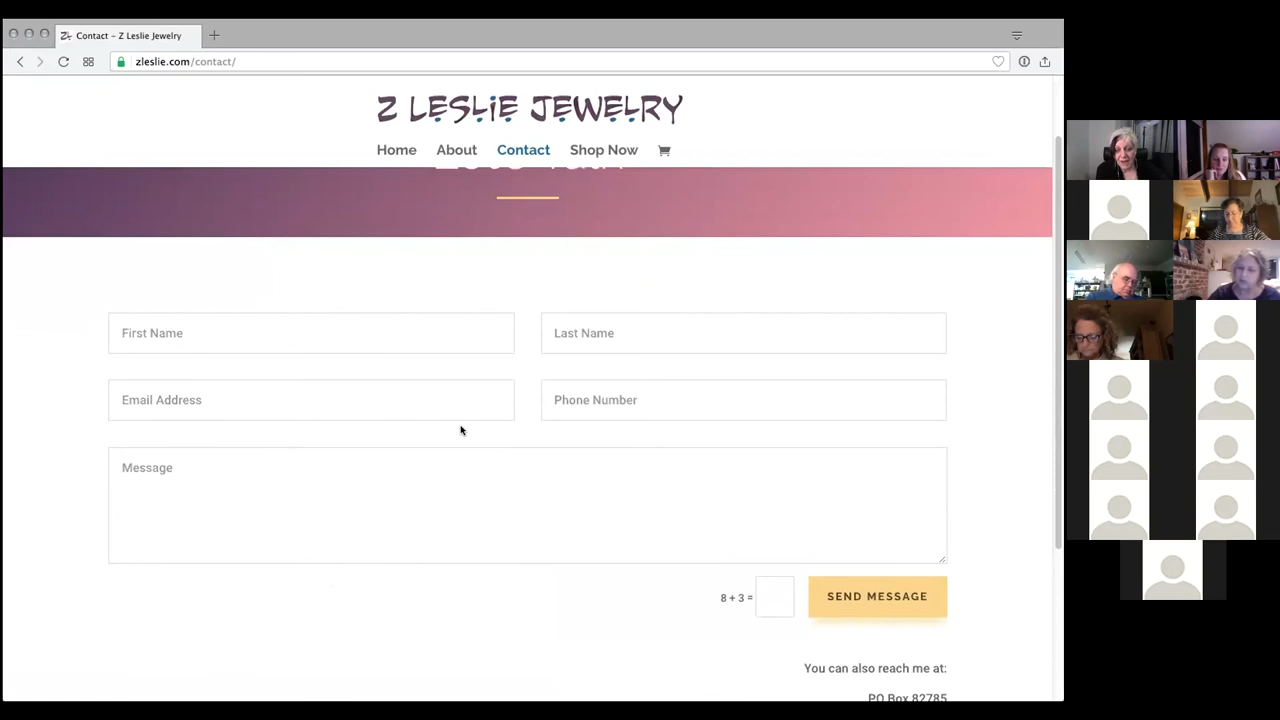 Contact – Z Leslie Jewelry
zleslie.com/contact/
Z LESLIE JEWELRY
Home About Contact Shop Now
First Name Last Name
Email Address Phone Number
Message
8 + 3 = SEND MESSAGE
You can also reach me at:
PO Box 82785